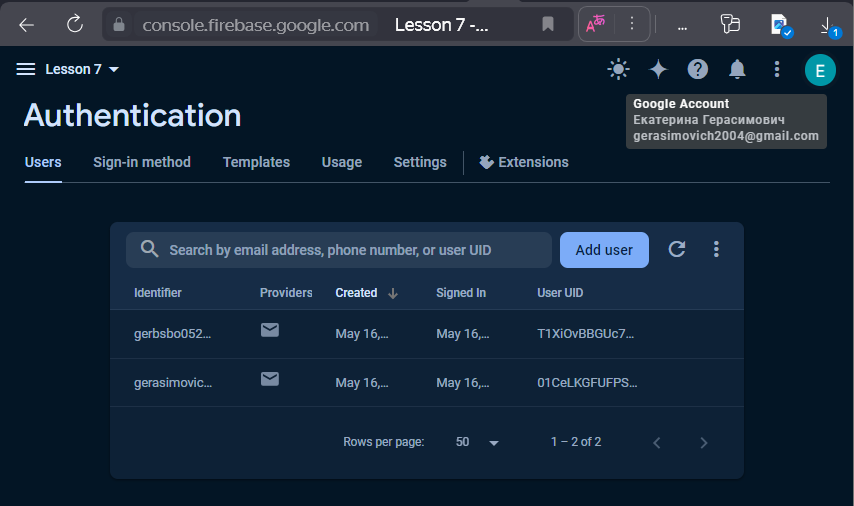 console.firebase.google.com Lesson 7 -... Aあ ...
1
Lesson 7
E
Google Account
Екатерина Герасимович
gerasimovich2004@gmail.com
Authentication
Users Sign-in method Templates Usage Settings Extensions
Search by email address, phone number, or user UID Add user
Identifier Providers Created Signed In User UID
gerbsbo052... May 16,... May 16,... T1XiOvBBGUc7...
gerasimovic... May 16,... May 16,... 01CeLKGFUFPS...
Rows per page: 50 1 – 2 of 2